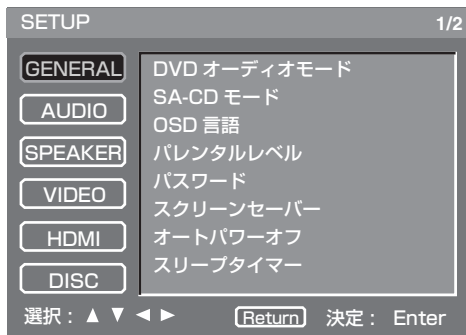 SETUP 1/2
GENERAL
AUDIO
SPEAKER
VIDEO
HDMI
DISC
DVD オーディオモード
SA-CD モード
OSD 言語
パレンタルレベル
パスワード
スクリーンセーバー
オートパワーオフ
スリープタイマー
選択：▲ ▼ ◄ ► Return 決定： Enter